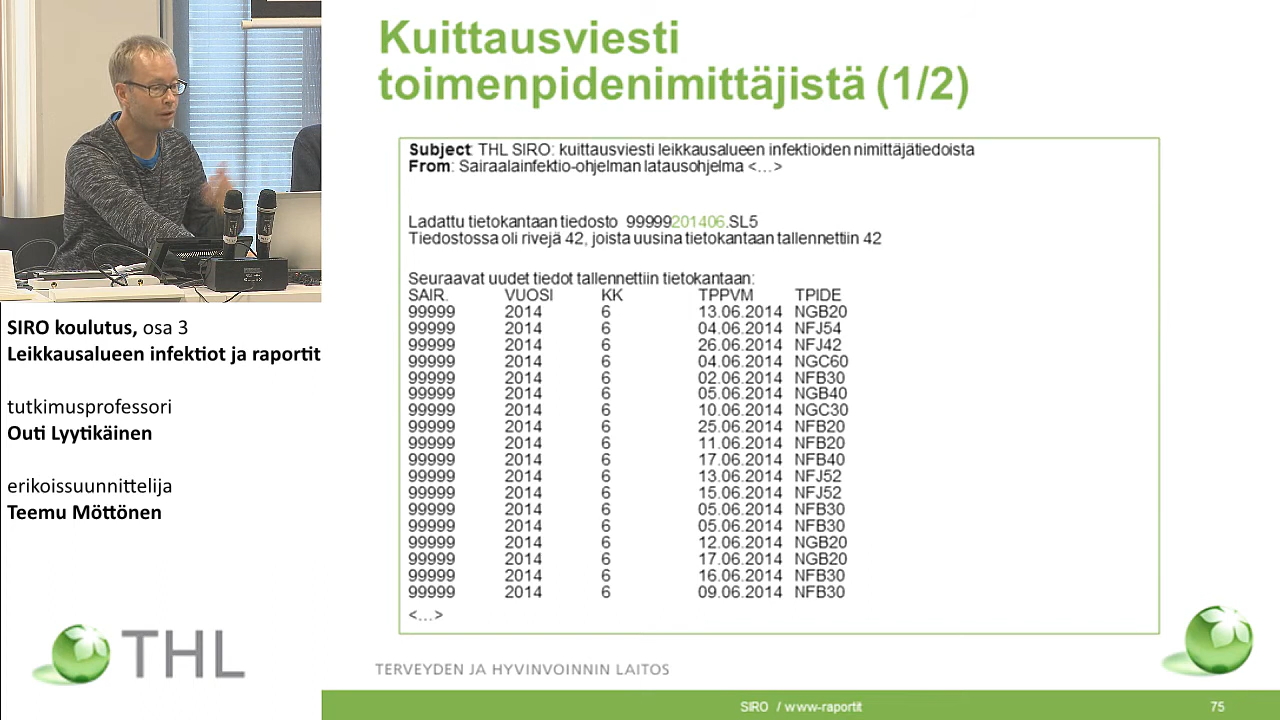 Kuittausviesti
toimenpidenimittäjistä (1/2)
Subject: THL SIRO: kuittausviesti leikkausalueen infektioiden nimittäjätiedoista
From: Sairaalainfektio-ohjelman latausohjelma <...>
Ladattu tietokantaan tiedosto 99999201406.SL5
Tiedostossa oli rivejä 42, joista uusina tietokantaan tallennettiin 42
Seuraavat uudet tiedot tallennettiin tietokantaan:
SAIR. VUOSI KK TPPVM TPIDE
99999 2014 6 13.06.2014 NGB20
99999 2014 6 04.06.2014 NFJ54
99999 2014 6 26.06.2014 NFJ42
99999 2014 6 04.06.2014 NGC60
99999 2014 6 02.06.2014 NFB30
99999 2014 6 05.06.2014 NGB40
99999 2014 6 10.06.2014 NGC30
99999 2014 6 25.06.2014 NFB20
99999 2014 6 11.06.2014 NFB20
99999 2014 6 17.06.2014 NFB40
99999 2014 6 13.06.2014 NFJ52
99999 2014 6 15.06.2014 NFJ52
99999 2014 6 05.06.2014 NFB30
99999 2014 6 05.06.2014 NFB30
99999 2014 6 12.06.2014 NGB20
99999 2014 6 17.06.2014 NGB20
99999 2014 6 16.06.2014 NFB30
99999 2014 6 09.06.2014 NFB30
<...>
SIRO koulutus, osa 3
Leikkausalueen infektiot ja raportit
tutkimusprofessori
Outi Lyytikäinen
erikoissuunnittelija
Teemu Möttönen
THL
TERVEYDEN JA HYVINVOINNIN LAITOS
SIRO / www-raportit
75